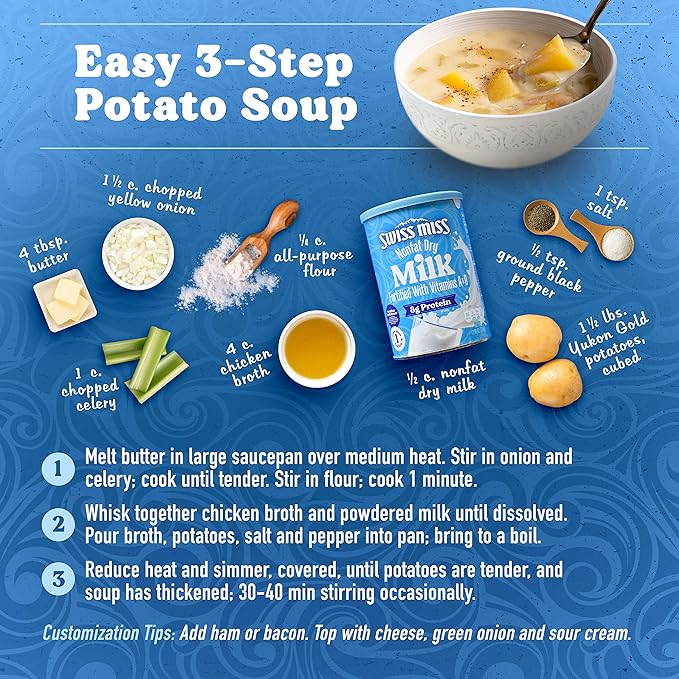 Easy 3-Step
Potato Soup
1 ½ c. chopped
yellow onion
4 tbsp.
butter
¼ c.
all-purpose
flour
SWISS MISS
Nonfat Dry
Milk
Fortified With Vitamins A&D
8g Protein
1 tsp.
salt
½ tsp.
ground black
pepper
1 c.
chopped
celery
4 c.
chicken
broth
½ c. nonfat
dry milk
1 ½ lbs.
Yukon Gold
potatoes,
cubed
1
Melt butter in large saucepan over medium heat. Stir in onion and
celery; cook until tender. Stir in flour; cook 1 minute.
2
Whisk together chicken broth and powdered milk until dissolved.
Pour broth, potatoes, salt and pepper into pan; bring to a boil.
3
Reduce heat and simmer, covered, until potatoes are tender, and
soup has thickened; 30-40 min stirring occasionally.
Customization Tips: Add ham or bacon. Top with cheese, green onion and sour cream.